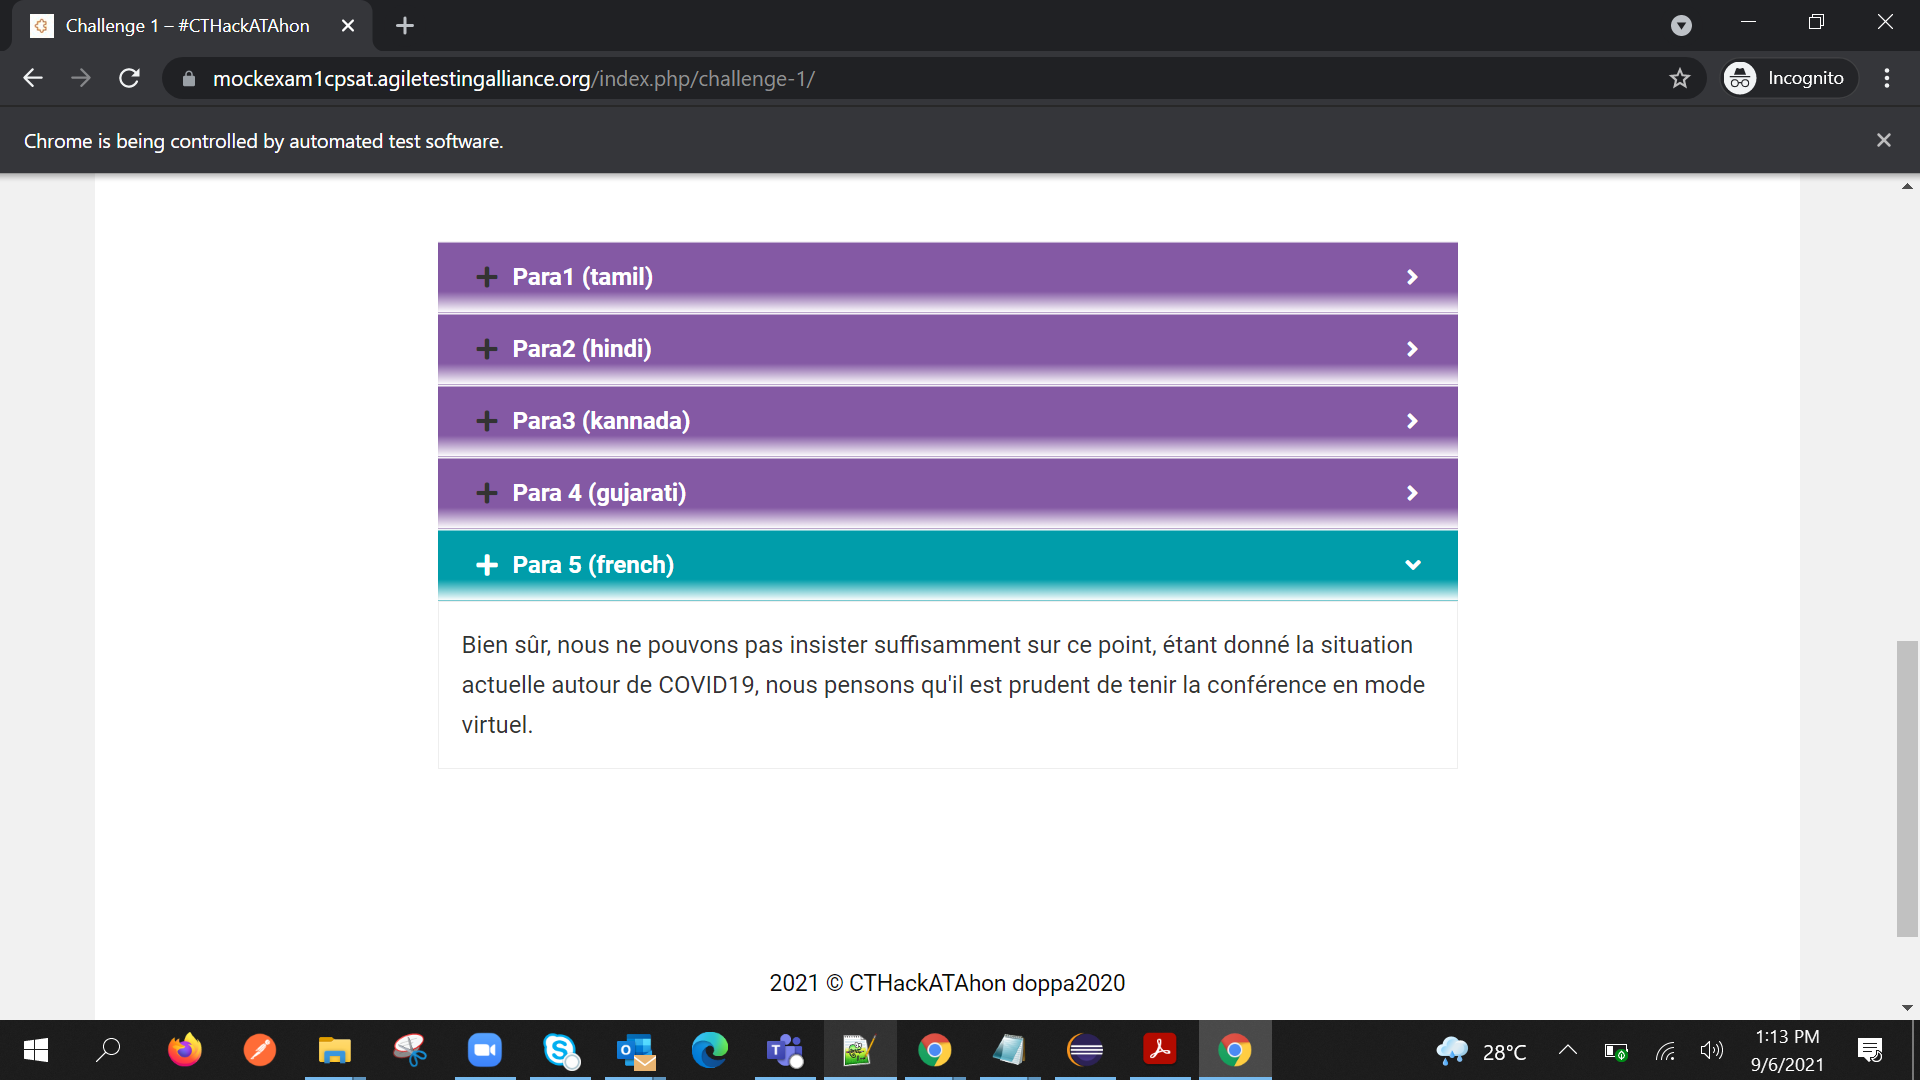 Challenge 1 – #CTHackATAhon
mockexam1cpsat.agiletestingalliance.org/index.php/challenge-1/
Incognito
Chrome is being controlled by automated test software.
Para1 (tamil)
Para2 (hindi)
Para3 (kannada)
Para 4 (gujarati)
Para 5 (french)
Bien sûr, nous ne pouvons pas insister suffisamment sur ce point, étant donné la situation
actuelle autour de COVID19, nous pensons qu'il est prudent de tenir la conférence en mode
virtuel.
2021 © CTHackATAhon doppa2020
28°C
1:13 PM
9/6/2021